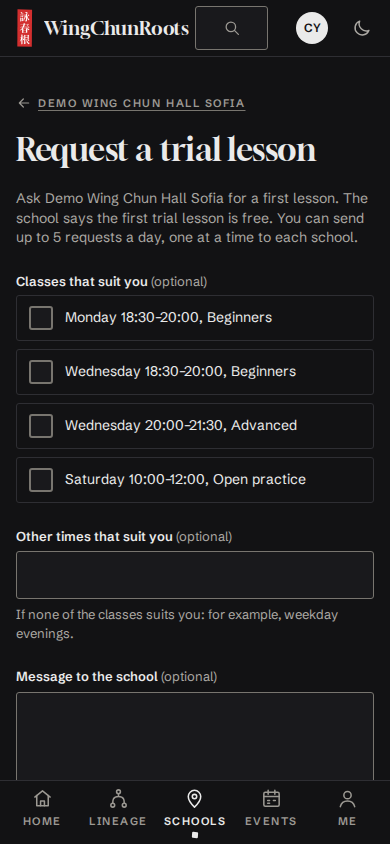 詠春根
WingChunRoots
CY
← DEMO WING CHUN HALL SOFIA
Request a trial lesson
Ask Demo Wing Chun Hall Sofia for a first lesson. The
school says the first trial lesson is free. You can send
up to 5 requests a day, one at a time to each school.
Classes that suit you (optional)
Monday 18:30-20:00, Beginners
Wednesday 18:30-20:00, Beginners
Wednesday 20:00-21:30, Advanced
Saturday 10:00-12:00, Open practice
Other times that suit you (optional)
If none of the classes suits you: for example, weekday
evenings.
Message to the school (optional)
HOME
LINEAGE
SCHOOLS
EVENTS
ME